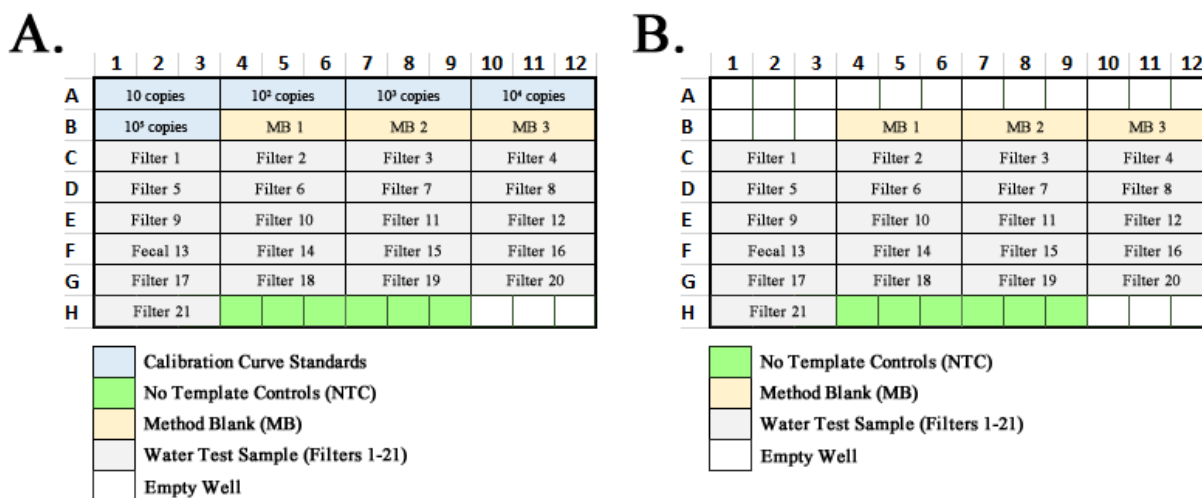 A.
1 2 3 4 5 6 7 8 9 10 11 12
A 10 copies 10² copies 10³ copies 10⁴ copies
B 10⁵ copies MB 1 MB 2 MB 3
C Filter 1 Filter 2 Filter 3 Filter 4
D Filter 5 Filter 6 Filter 7 Filter 8
E Filter 9 Filter 10 Filter 11 Filter 12
F Fecal 13 Filter 14 Filter 15 Filter 16
G Filter 17 Filter 18 Filter 19 Filter 20
H Filter 21
Calibration Curve Standards
No Template Controls (NTC)
Method Blank (MB)
Water Test Sample (Filters 1-21)
Empty Well
B.
1 2 3 4 5 6 7 8 9 10 11 12
A
B MB 1 MB 2 MB 3
C Filter 1 Filter 2 Filter 3 Filter 4
D Filter 5 Filter 6 Filter 7 Filter 8
E Filter 9 Filter 10 Filter 11 Filter 12
F Fecal 13 Filter 14 Filter 15 Filter 16
G Filter 17 Filter 18 Filter 19 Filter 20
H Filter 21
No Template Controls (NTC)
Method Blank (MB)
Water Test Sample (Filters 1-21)
Empty Well